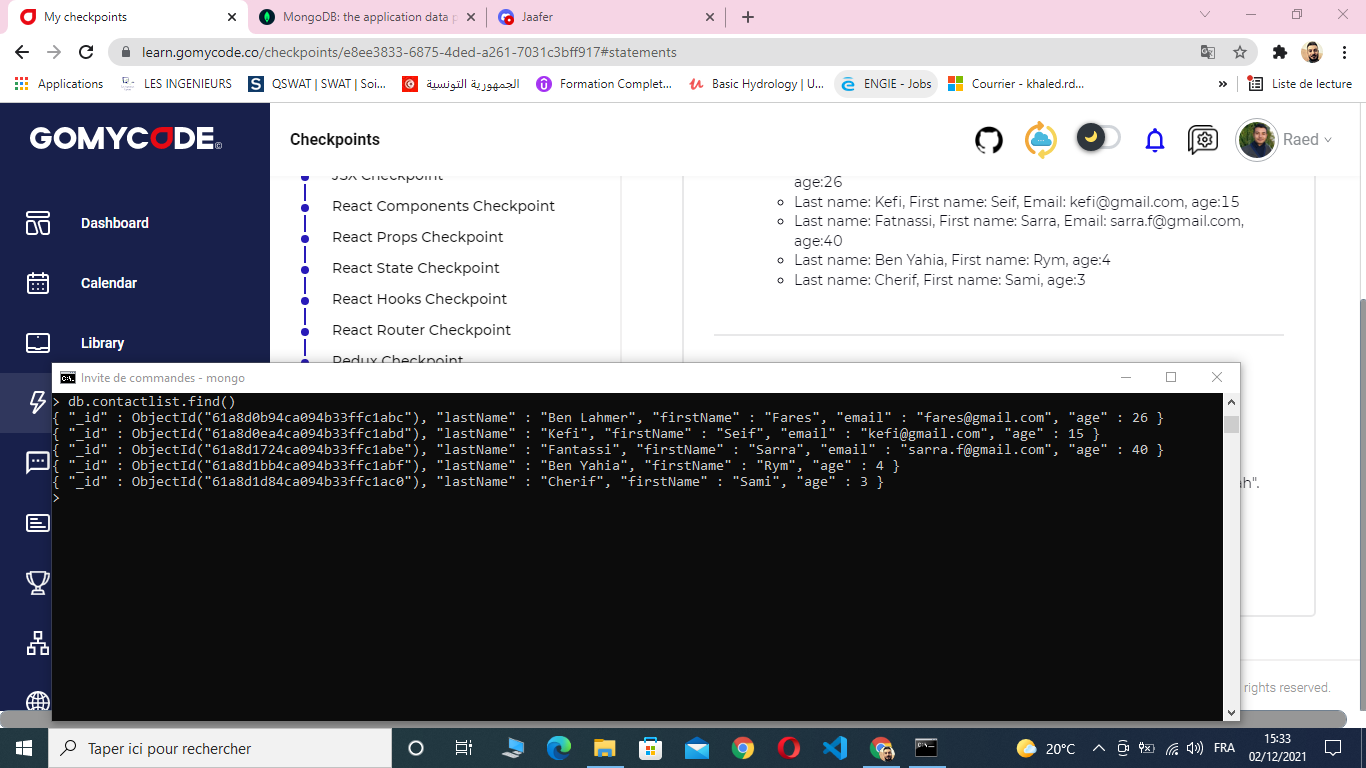 My checkpoints
MongoDB: the application data p
Jaafer
learn.gomycode.co/checkpoints/e8ee3833-6875-4ded-a261-7031c3bff917#statements
Applications
LES INGENIEURS
QSWAT | SWAT | Soi...
الجمهورية التونسية
Formation Complet...
Basic Hydrology | U...
ENGIE - Jobs
Courrier - khaled.rd...
»
Liste de lecture
GOMYCODE©
Checkpoints
Raed
Dashboard
Calendar
Library
JSX Checkpoint
React Components Checkpoint
React Props Checkpoint
React State Checkpoint
React Hooks Checkpoint
React Router Checkpoint
Redux Checkpoint
age:26
Last name: Kefi, First name: Seif, Email: kefi@gmail.com, age:15
Last name: Fatnassi, First name: Sarra, Email: sarra.f@gmail.com,
age:40
Last name: Ben Yahia, First name: Rym, age:4
Last name: Cherif, First name: Sami, age:3
Invite de commandes - mongo
> db.contactlist.find()
{ "_id" : ObjectId("61a8d0b94ca094b33ffc1abc"), "lastName" : "Ben Lahmer", "firstName" : "Fares", "email" : "fares@gmail.com", "age" : 26 }
{ "_id" : ObjectId("61a8d0ea4ca094b33ffc1abd"), "lastName" : "Kefi", "firstName" : "Seif", "email" : "kefi@gmail.com", "age" : 15 }
{ "_id" : ObjectId("61a8d1724ca094b33ffc1abe"), "lastName" : "Fantassi", "firstName" : "Sarra", "email" : "sarra.f@gmail.com", "age" : 40 }
{ "_id" : ObjectId("61a8d1bb4ca094b33ffc1abf"), "lastName" : "Ben Yahia", "firstName" : "Rym", "age" : 4 }
{ "_id" : ObjectId("61a8d1d84ca094b33ffc1ac0"), "lastName" : "Cherif", "firstName" : "Sami", "age" : 3 }
>
ah".
rights reserved.
Taper ici pour rechercher
20°C
FRA
15:33
02/12/2021